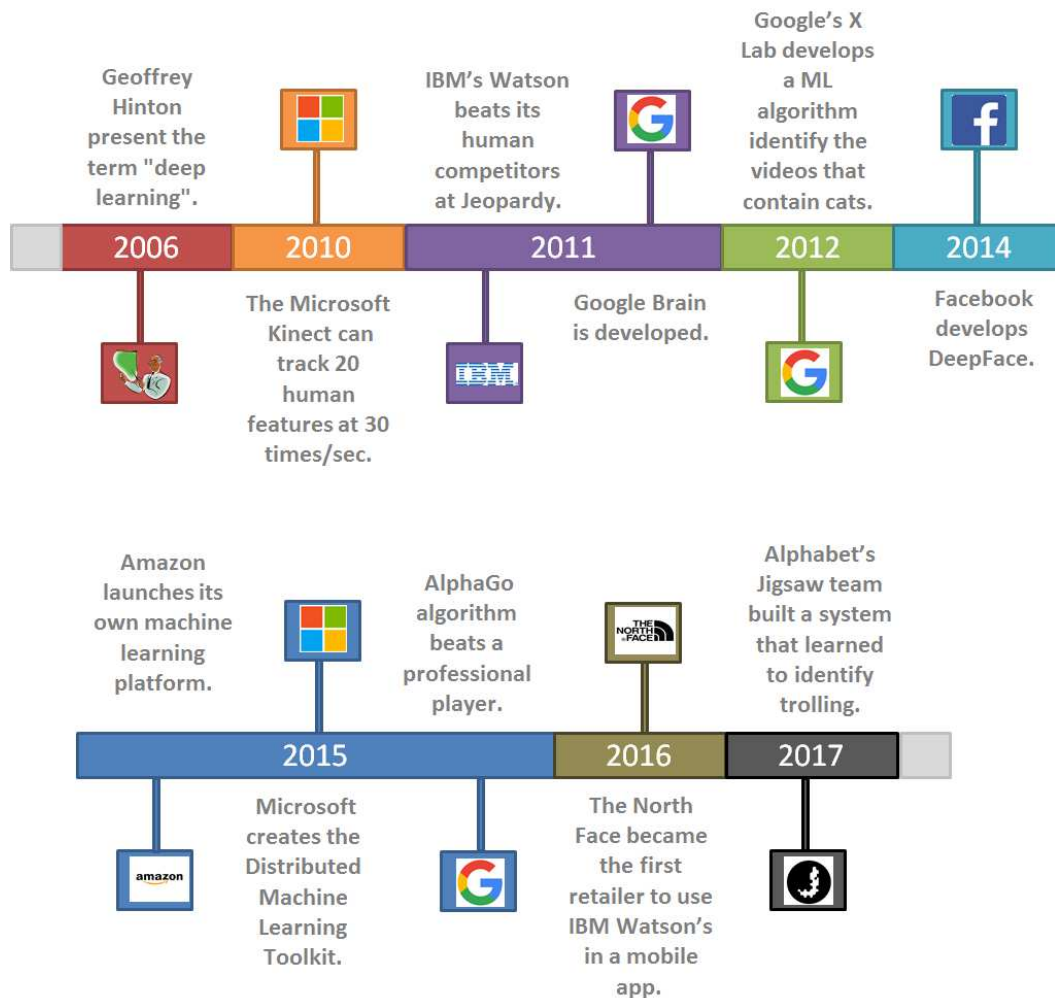 Geoffrey
Hinton
present the
term "deep
learning".
IBM's Watson
beats its
human
competitors
at Jeopardy.
Google's X
Lab develops
a ML
algorithm
identify the
videos that
contain cats.
f
G
2006
2010
2011
2012
2014
The Microsoft
Kinect can
track 20
human
features at 30
times/sec.
IBM
Google Brain
is developed.
G
Facebook
develops
DeepFace.
Amazon
launches its
own machine
learning
platform.
AlphaGo
algorithm
beats a
professional
player.
THE
NORTH
FACE
Alphabet's
Jigsaw team
built a system
that learned
to identify
trolling.
2015
2016
2017
amazon
Microsoft
creates the
Distributed
Machine
Learning
Toolkit.
G
The North
Face became
the first
retailer to use
IBM Watson's
in a mobile
app.